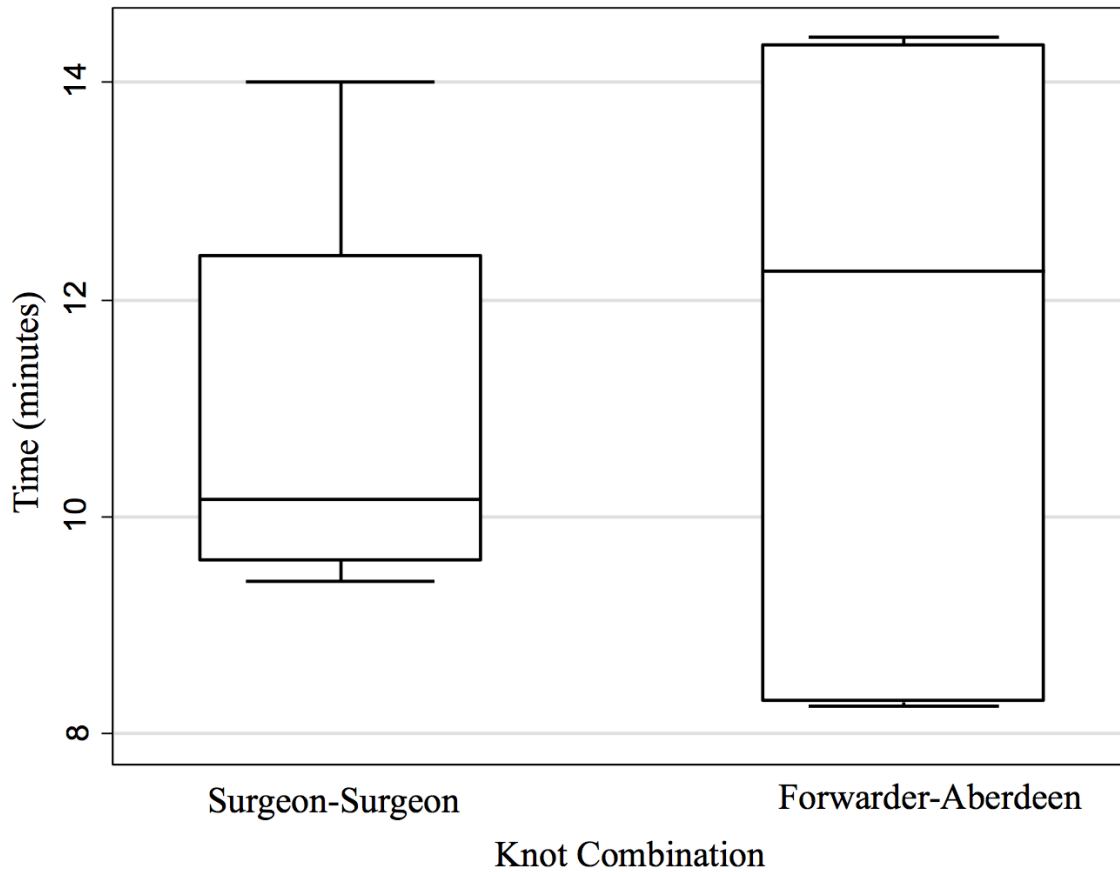 14
12
10
8
Time (minutes)
Surgeon-Surgeon
Forwarder-Aberdeen
Knot Combination